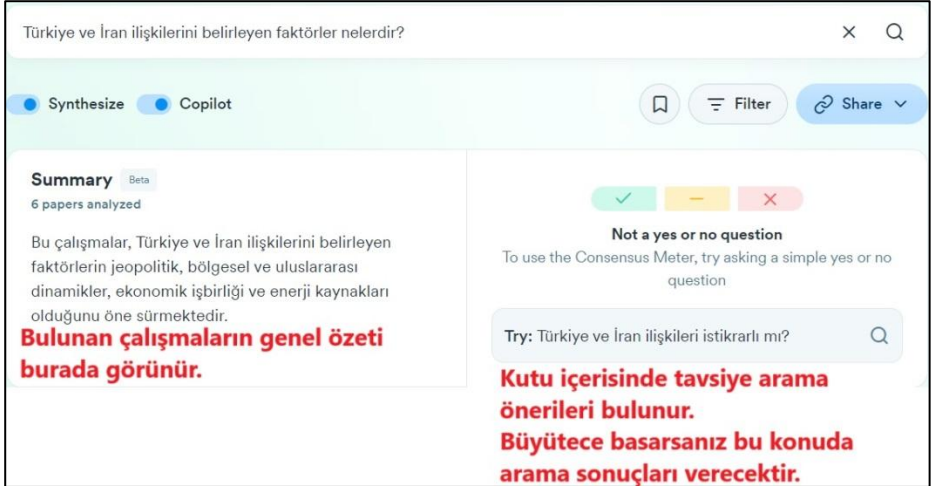 Türkiye ve İran ilişkilerini belirleyen faktörler nelerdir?
Synthesize Copilot Filter Share
Summary Beta
6 papers analyzed
Bu çalışmalar, Türkiye ve İran ilişkilerini belirleyen
faktörlerin jeopolitik, bölgesel ve uluslararası
dinamikler, ekonomik işbirliği ve enerji kaynakları
olduğunu öne sürmektedir.
Bulunan çalışmaların genel özeti
burada görünür.
Not a yes or no question
To use the Consensus Meter, try asking a simple yes or no
question
Try: Türkiye ve İran ilişkileri istikrarlı mı?
Kutu içerisinde tavsiye arama
önerileri bulunur.
Büyütece basarsanız bu konuda
arama sonuçları verecektir.